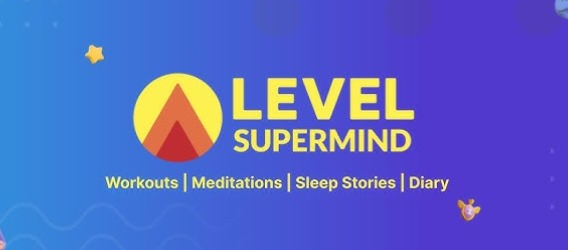 LEVEL
SUPERMIND
Workouts | Meditations | Sleep Stories | Diary